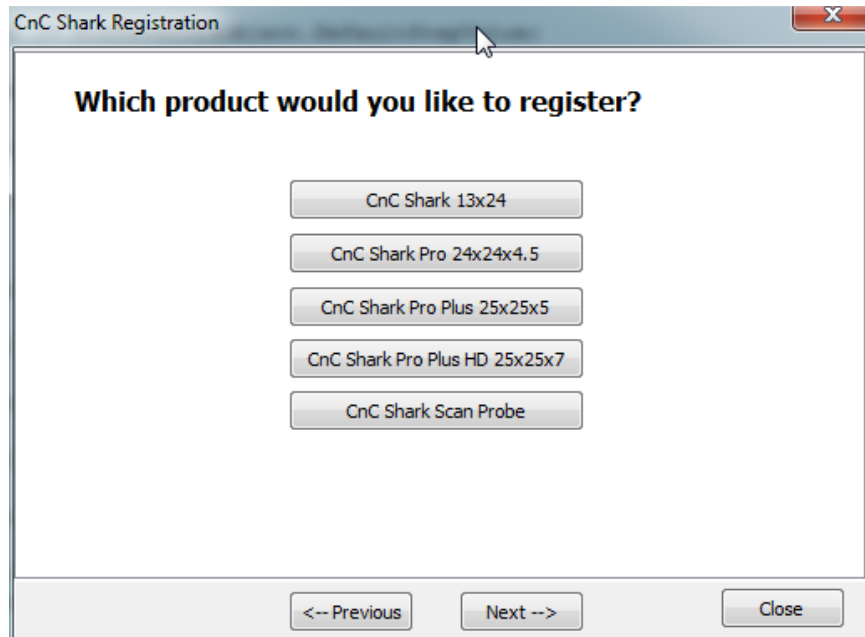 CnC Shark Registration
Which product would you like to register?
CnC Shark 13x24
CnC Shark Pro 24x24x4.5
CnC Shark Pro Plus 25x25x5
CnC Shark Pro Plus HD 25x25x7
CnC Shark Scan Probe
<-- Previous Next --> Close